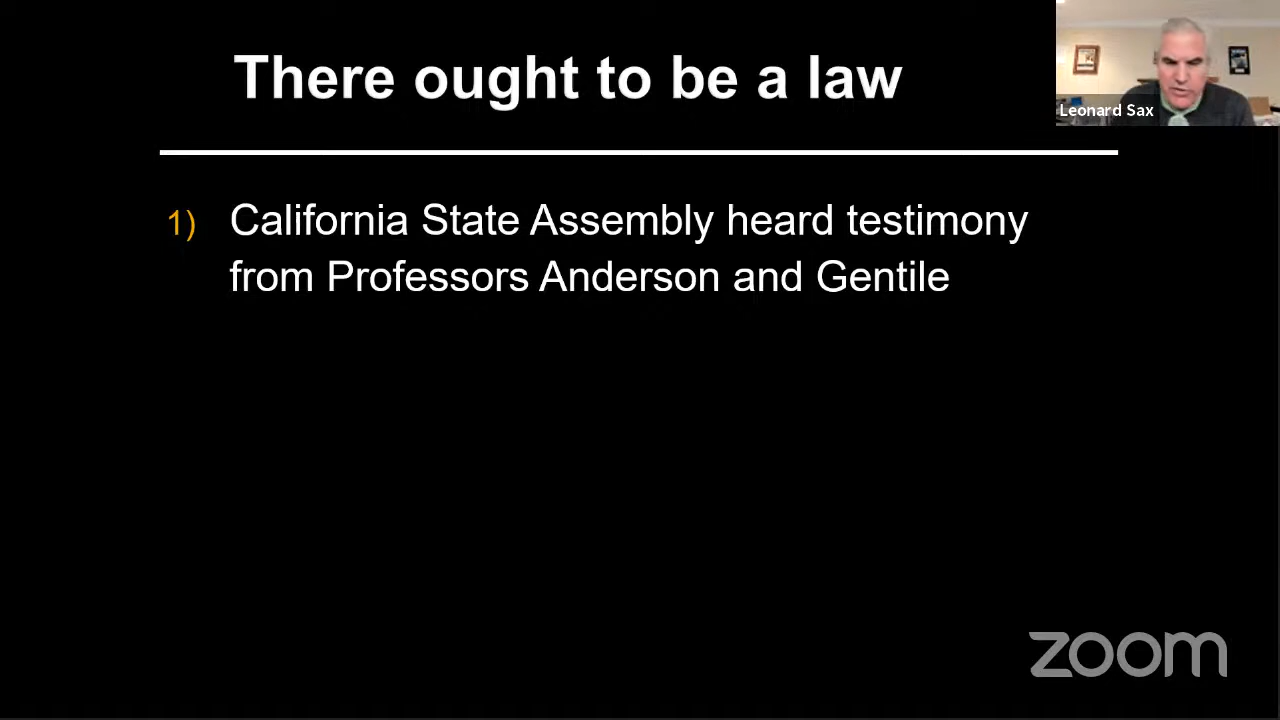 There ought to be a law
Leonard Sax
1) California State Assembly heard testimony
from Professors Anderson and Gentile
zoom